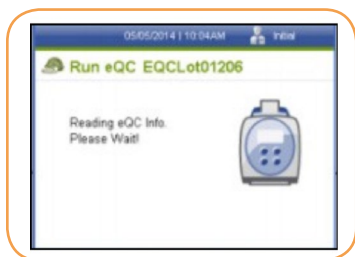 05/05/2014 | 10:04AM Initial
Run eQC EQCLot01206
Reading eQC Info.
Please Wait!